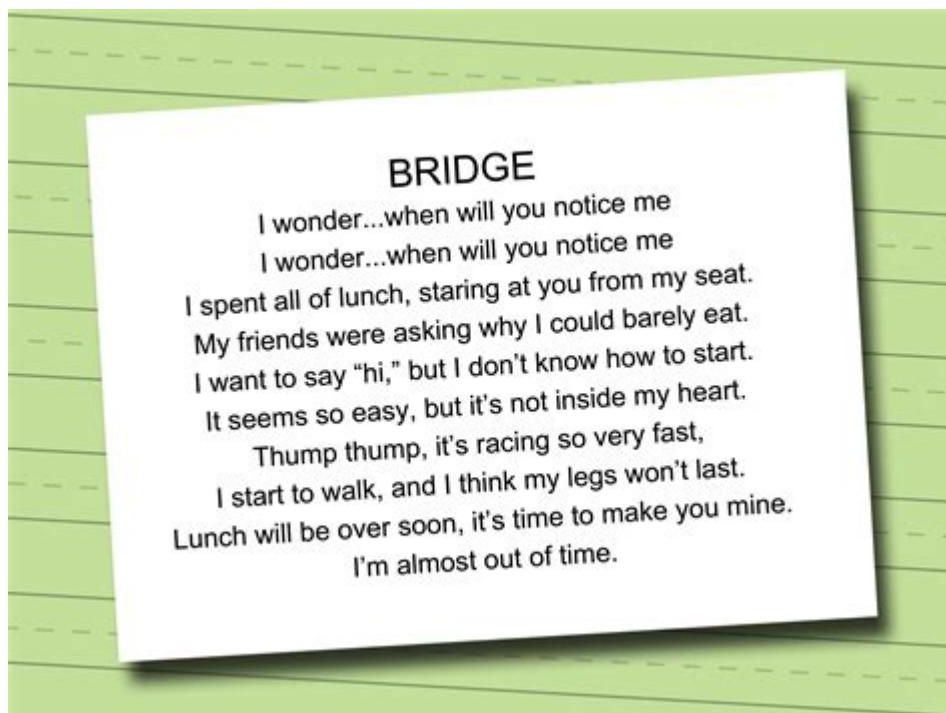 BRIDGE
I wonder...when will you notice me
I wonder...when will you notice me
I spent all of lunch, staring at you from my seat.
My friends were asking why I could barely eat.
I want to say “hi,” but I don’t know how to start.
It seems so easy, but it’s not inside my heart.
Thump thump, it’s racing so very fast,
I start to walk, and I think my legs won’t last.
Lunch will be over soon, it’s time to make you mine.
I’m almost out of time.